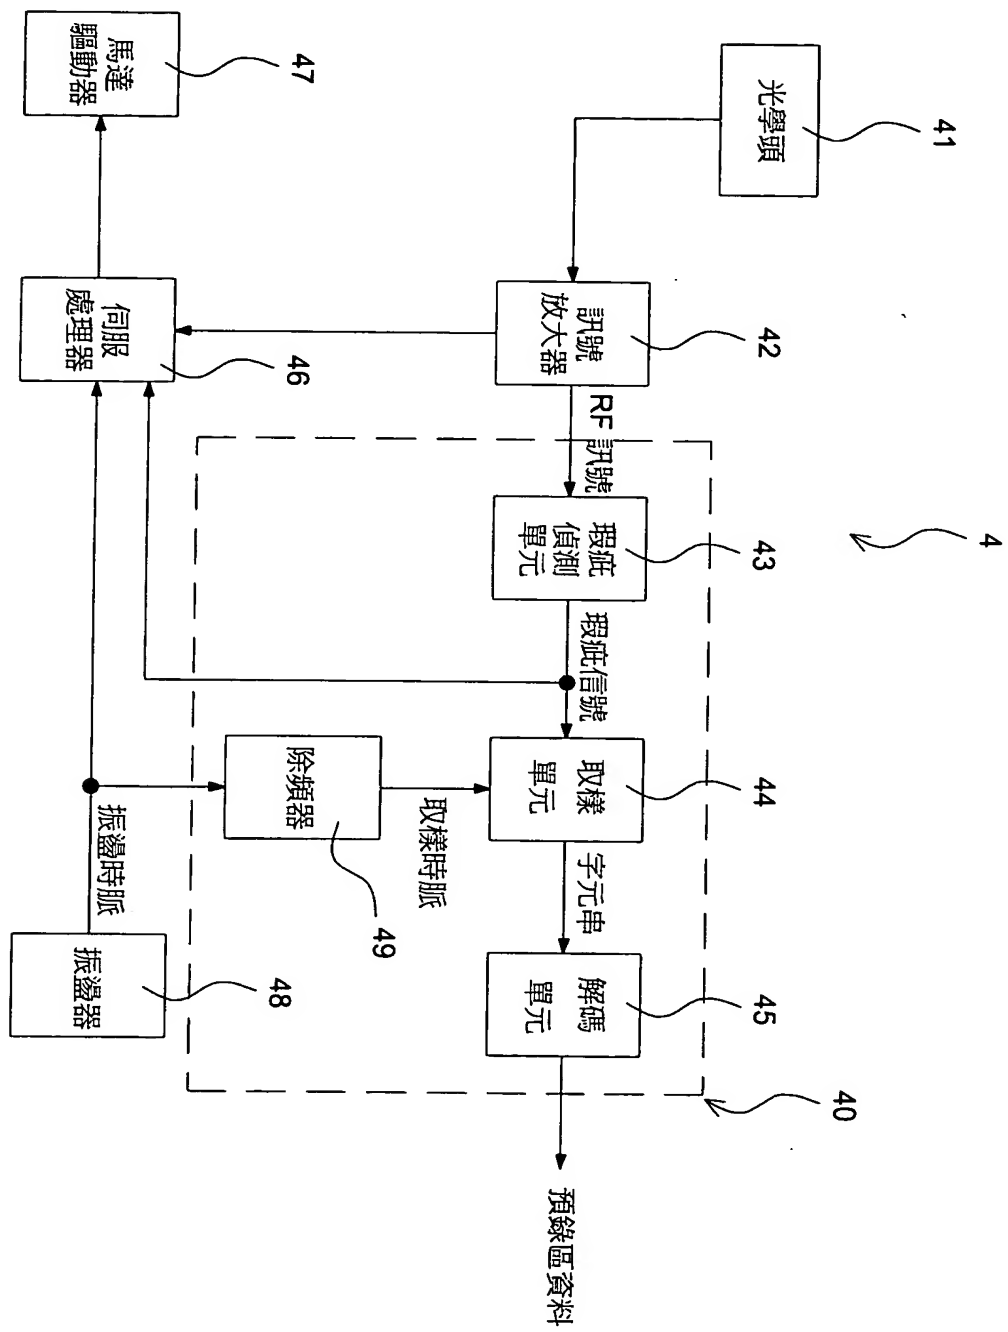 4
41
光學頭
42
訊號
放大器
RF 訊號
43
瑕疵
偵測
單元
瑕疵信號
44
取樣
單元
字元串
45
解碼
單元
40
預錄區資料
47
馬達
驅動器
46
伺服
處理器
除頻器
49
取樣時脈
振盪時脈
48
振盪器